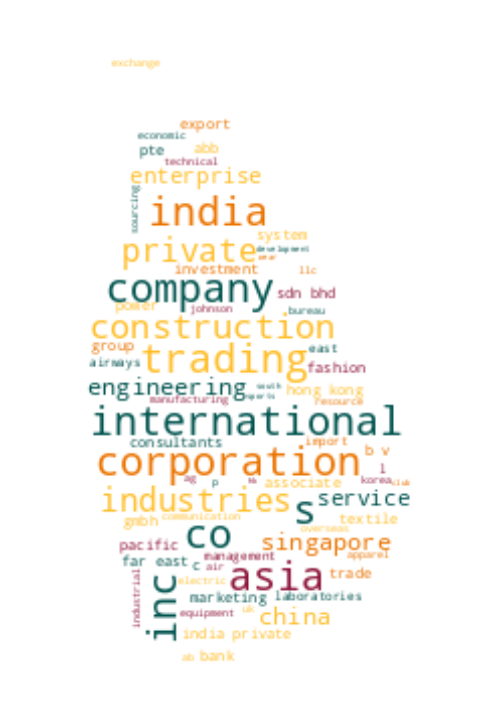 exchange
export
economic
pte abb
technical
enterprise
sourcing
india
system
private development
wear
investment llc
company sdn bhd
power johnson bureau
construction
group east
airways trading fashion
engineering south hong kong
manufacturing exports resource
international
consultants import
b v
corporation l
ag p hk associate korea club
industries s service
gmbh communication textile
co overseas
pacific singapore
management apparel
far east c air
asia trade
electric
industrial inc marketing laboratories
equipment uk china
india private
ab bank